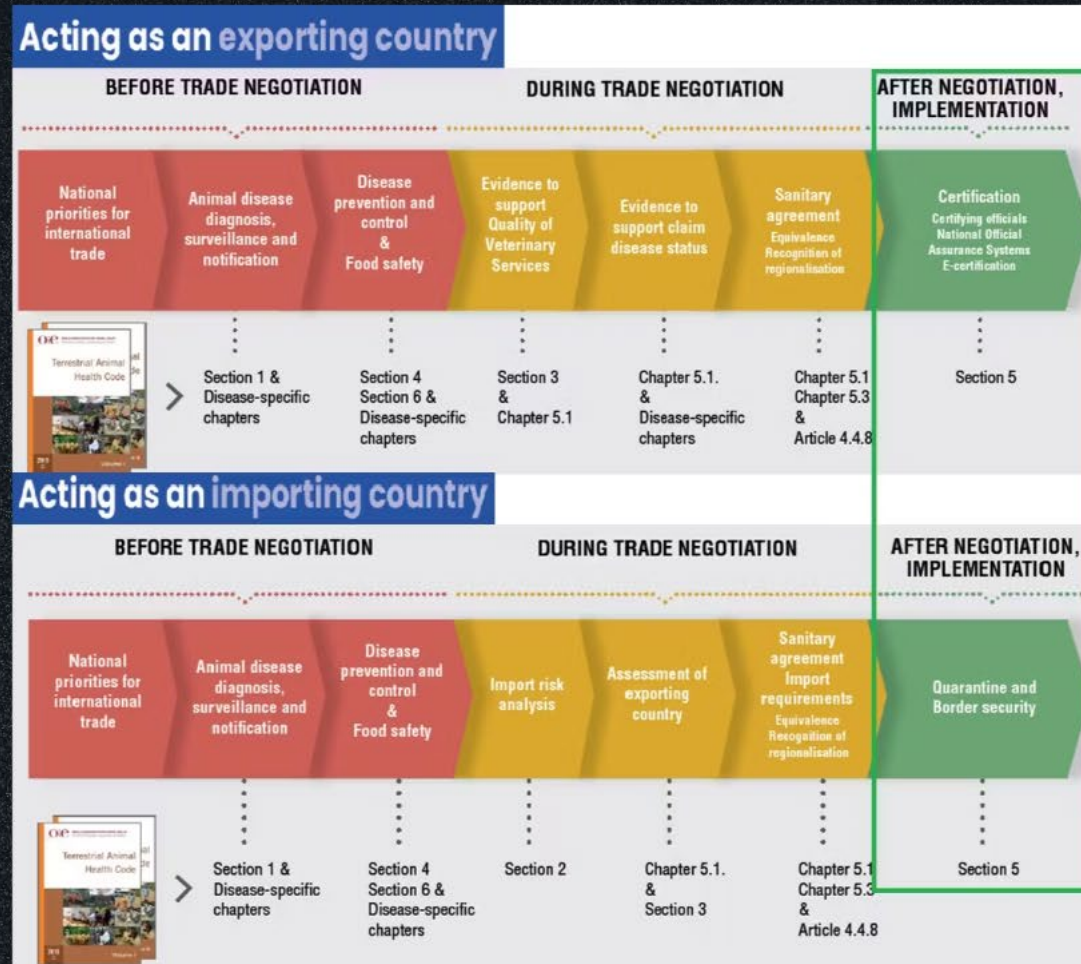 Acting as an exporting country
BEFORE TRADE NEGOTIATION
DURING TRADE NEGOTIATION
AFTER NEGOTIATION,
IMPLEMENTATION
National
priorities for
international
trade
Animal disease
diagnosis,
surveillance and
notification
Disease
prevention and
control
&
Food safety
Evidence to
support
Quality of
Veterinary
Services
Evidence to
support claim
disease status
Sanitary
agreement
Equivalence
Recognition of
regionalisation
Certification
Certifying officials
National Official
Assurance Systems
E-certification
Oie
Terrestrial Animal
Health Code
Section 1 &
Disease-specific
chapters
Section 4
Section 6 &
Disease-specific
chapters
Section 3
&
Chapter 5.1
Chapter 5.1.
&
Disease-specific
chapters
Chapter 5.1
Chapter 5.3
&
Article 4.4.8
Section 5
Acting as an importing country
BEFORE TRADE NEGOTIATION
DURING TRADE NEGOTIATION
AFTER NEGOTIATION,
IMPLEMENTATION
National
priorities for
international
trade
Animal disease
diagnosis,
surveillance and
notification
Disease
prevention and
control
&
Food safety
Import risk
analysis
Assessment of
exporting
country
Sanitary
agreement
Import
requirements
Equivalence
Recognition of
regionalisation
Quarantine and
Border security
Oie
Terrestrial Animal
Health Code
Section 1 &
Disease-specific
chapters
Section 4
Section 6 &
Disease-specific
chapters
Section 2
Chapter 5.1.
&
Section 3
Chapter 5.1
Chapter 5.3
&
Article 4.4.8
Section 5